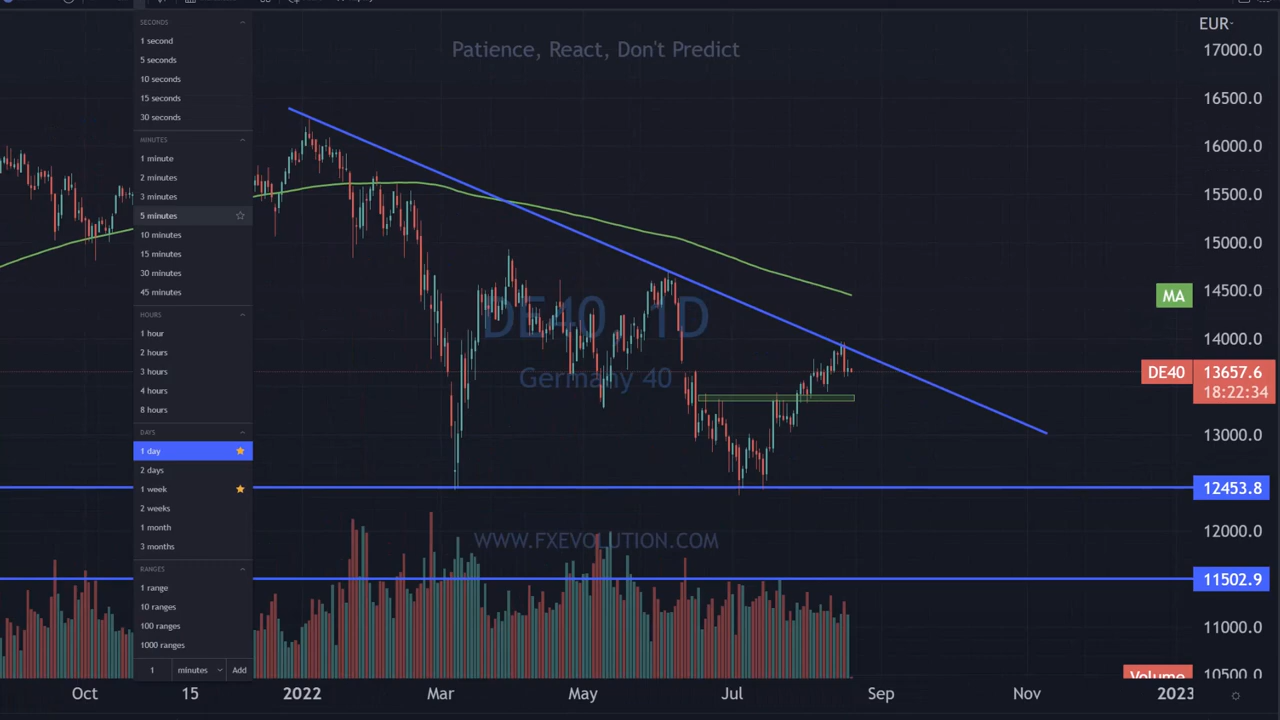 SECONDS
1 second
5 seconds
10 seconds
15 seconds
30 seconds
MINUTES
1 minute
2 minutes
3 minutes
5 minutes
10 minutes
15 minutes
30 minutes
45 minutes
HOURS
1 hour
2 hours
3 hours
4 hours
8 hours
DAYS
1 day
2 days
1 week
2 weeks
1 month
3 months
RANGES
1 range
10 ranges
100 ranges
1000 ranges
1 minutes Add
Patience, React, Don't Predict
DE40, 1D
Germany 40
WWW.FXEVOLUTION.COM
EUR
17000.0
16500.0
16000.0
15500.0
15000.0
14500.0
MA
14000.0
DE40 13657.6
18:22:34
13000.0
12453.8
12000.0
11502.9
11000.0
10500.0
Volume
Oct 15 2022 Mar May Jul Sep Nov 2023